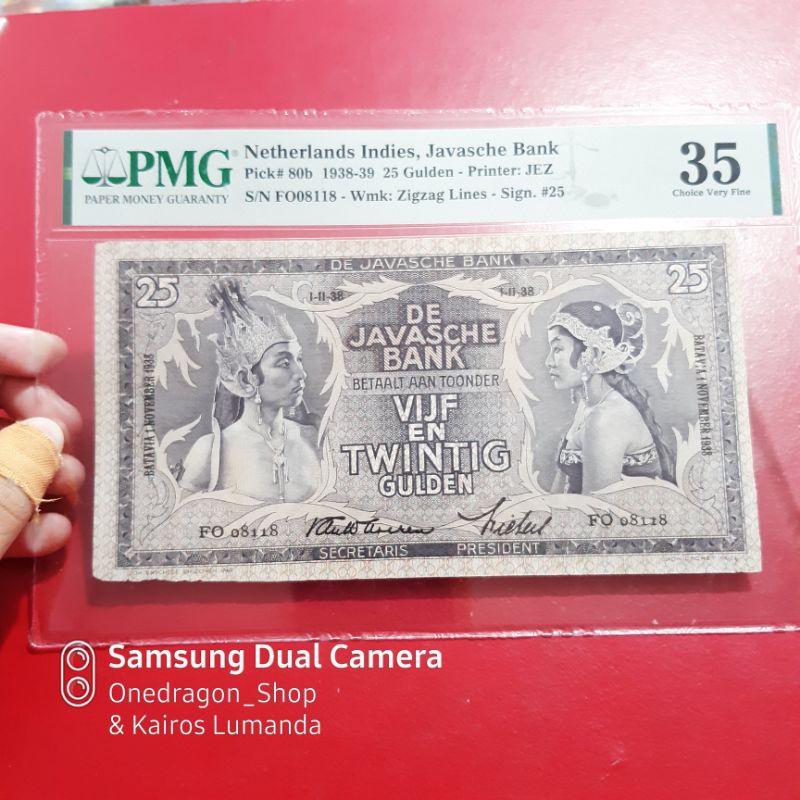 PMG
PAPER MONEY GUARANTY
Netherlands Indies, Javasche Bank
Pick# 80b 1938-39 25 Gulden - Printer: JEZ
S/N FO08118 - Wmk: Zigzag Lines - Sign. #25
35
Choice Very Fine
DE JAVASCHE BANK
25
25
1-11-38
1-11-38
DE
JAVASCHE
BANK
BETAALT AAN TOONDER
VIJF
EN
TWINTIG
GULDEN
BATAVIA 1 NOVEMBER 1938
BATAVIA 1 NOVEMBER 1938
FO 08118
FO 08118
SECRETARIS
PRESIDENT
Samsung Dual Camera
Onedragon_Shop
& Kairos Lumanda